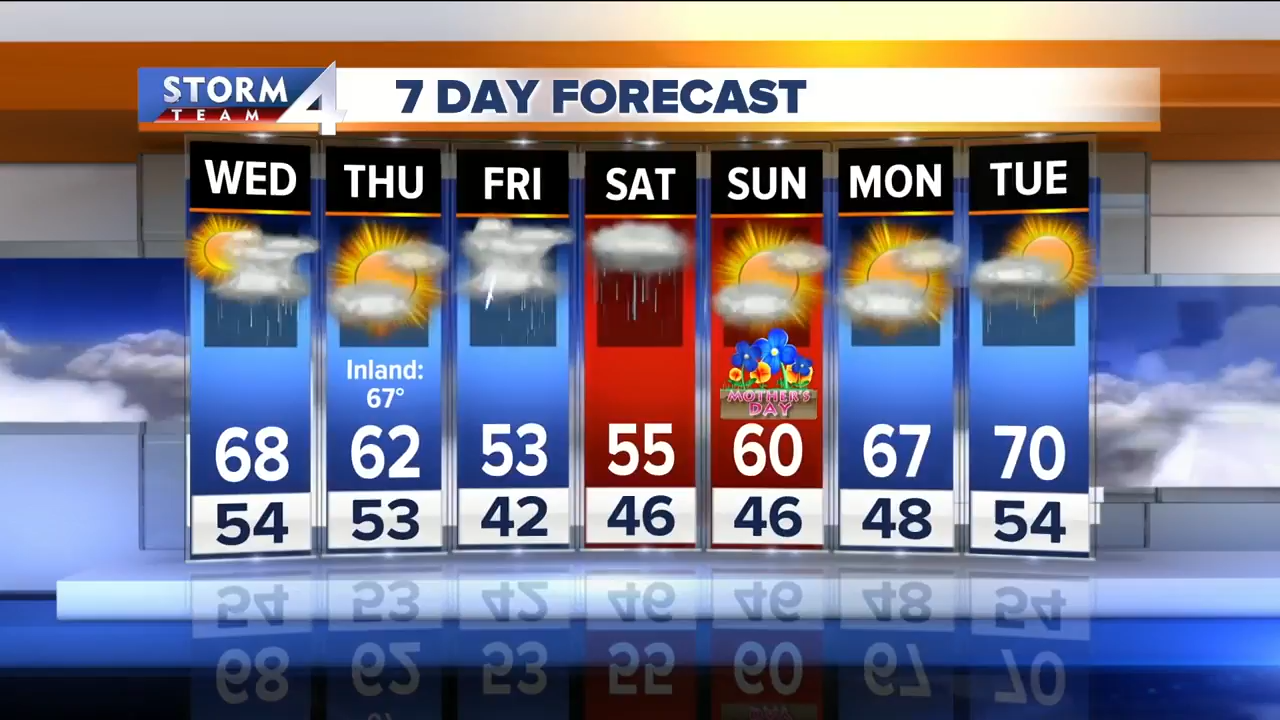 STORM
TEAM 4
7 DAY FORECAST
WED THU FRI SAT SUN MON TUE
Inland:
67°
MOTHER'S
DAY
68 62 53 55 60 67 70
54 53 42 46 46 48 54